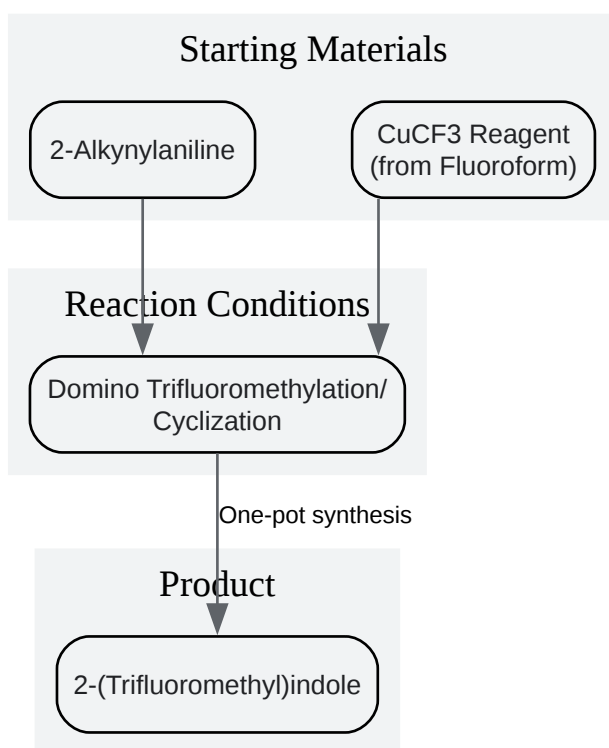 Starting Materials
2-Alkynylaniline
CuCF3 Reagent
(from Fluoroform)
Reaction Conditions
Domino Trifluoromethylation/
Cyclization
One-pot synthesis
Product
2-(Trifluoromethyl)indole